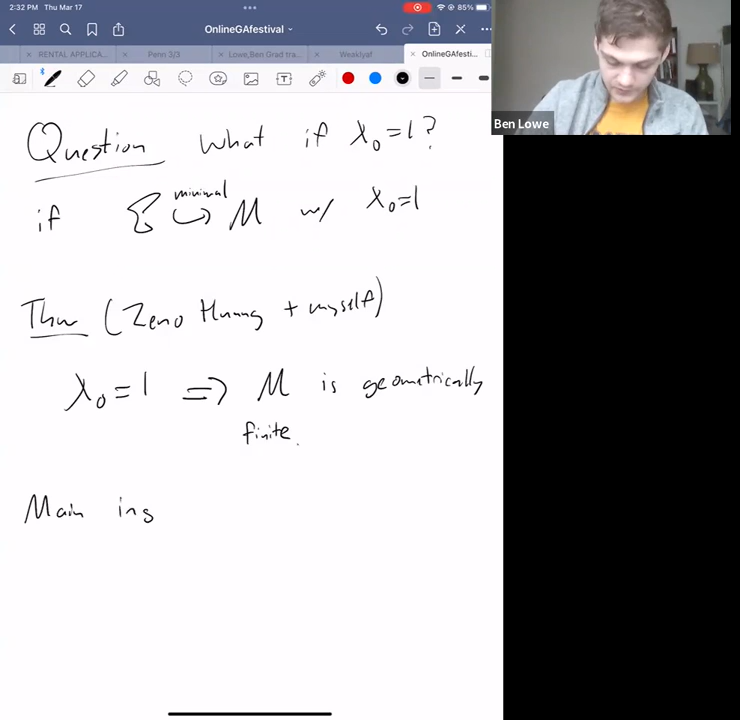 2:32 PM Thu Mar 17
85%
OnlineGAfestival
RENTAL APPLICA...
Penn 3/3
Lowe,Ben Grad tra...
Weaklyaf
OnlineGAfesti...
Ben Lowe
Question What if λ₀=1?
if Σ ↪ M w/ λ₀=1
minimal
Thm (Zeno Huang + myself)
λ₀=1 ⇒ M is geometrically
finite.
Main ing